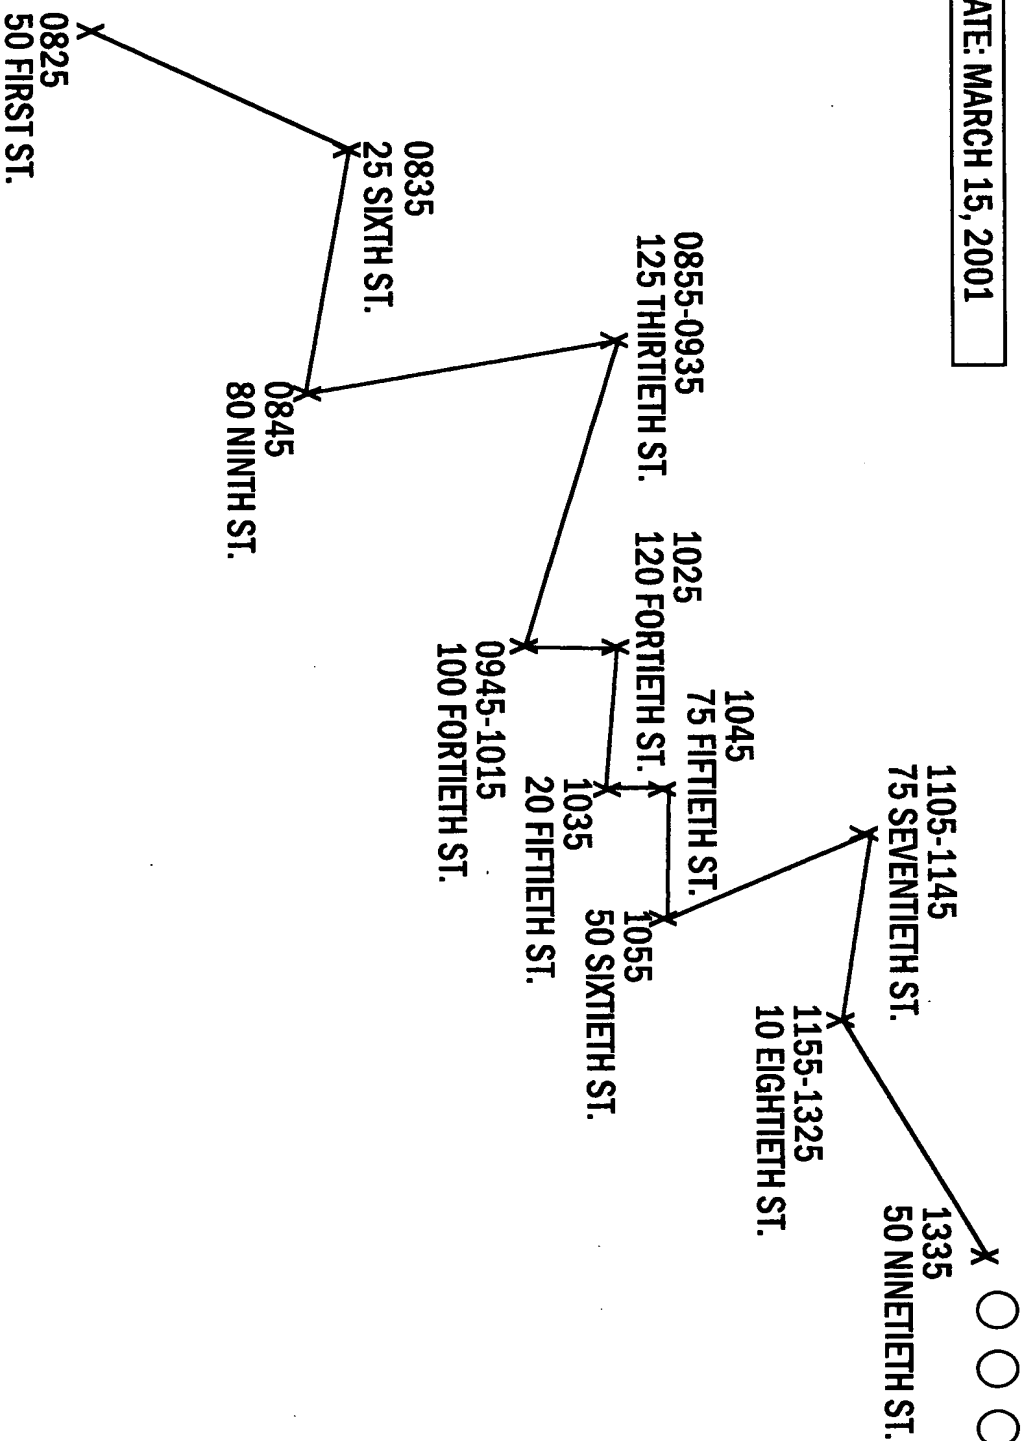 ATE: MARCH 15, 2001
0825
50 FIRST ST.
0835
25 SIXTH ST.
0845
80 NINTH ST.
0855-0935
125 THIRTIETH ST.
0945-1015
100 FORTIETH ST.
1025
120 FORTIETH ST.
1035
20 FIFTIETH ST.
1045
75 FIFTIETH ST.
1055
50 SIXTIETH ST.
1105-1145
75 SEVENTIETH ST.
1155-1325
10 EIGHTIETH ST.
1335
50 NINETIETH ST.